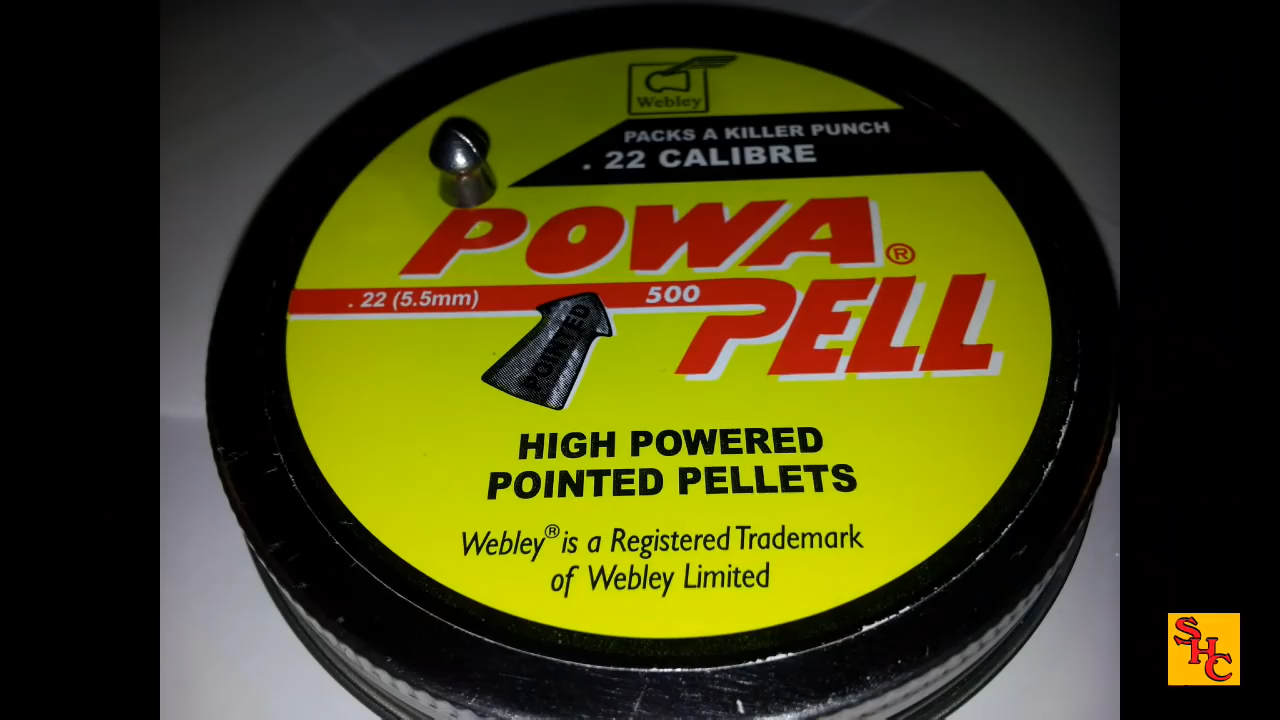 Webley
PACKS A KILLER PUNCH
. 22 CALIBRE
POWA®
. 22 (5.5mm) 500
PELL
POINTED
HIGH POWERED
POINTED PELLETS
Webley® is a Registered Trademark
of Webley Limited
SHC